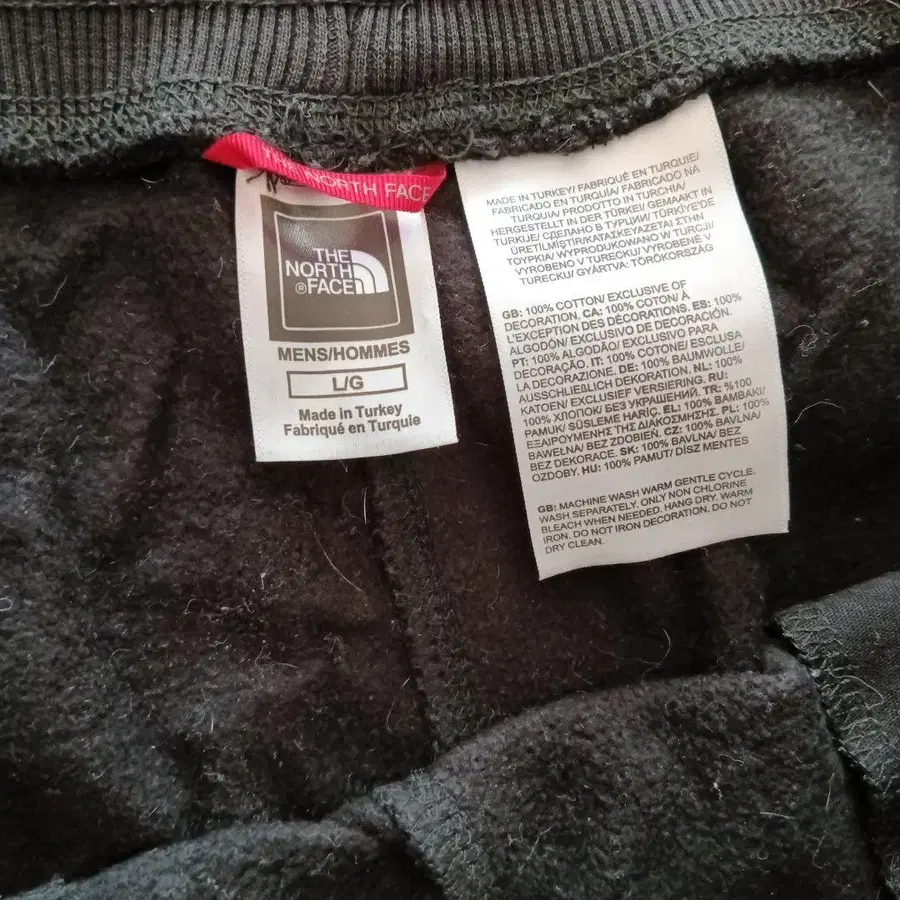 THE NORTH FACE
THE
NORTH
®FACE
MENS/HOMMES
L/G
Made in Turkey
Fabriqué en Turquie
MADE IN TURKEY/ FABRIQUÉ EN TURQUIE/
FABRICADO EN TURQUÍA/ FABRICADO NA
TURQUIA/ PRODOTTO IN TURCHIA/
HERGESTELLT IN DER TÜRKEI/ GEMAAKT IN
TURKIJE/ СДЕЛАНО В ТУРЦИИ/ TÜRKİYE'DE
ÜRETİLMİŞTİR/ΚΑΤΑΣΚΕΥΑΖΕΤΑΙ ΣΤΗΝ
ΤΟΥΡΚΙΑ/ WYPRODUKOWANO W TURCJI/
VYROBENO V TURECKU/ VYROBENÉ V
TURECKU/ GYÁRTVA: TÖRÖKORSZÁG
GB: 100% COTTON/ EXCLUSIVE OF
DECORATION. CA: 100% COTON/ À
L'EXCEPTION DES DÉCORATIONS. ES: 100%
ALGODÓN/ EXCLUSIVO DE DECORACIÓN.
PT: 100% ALGODÃO/ EXCLUSIVO PARA
DECORAÇÃO. IT: 100% COTONE/ ESCLUSA
LA DECORAZIONE. DE: 100% BAUMWOLLE/
AUSSCHLIEßLICH DEKORATION. NL: 100%
KATOEN/ EXCLUSIEF VERSIERING. RU:
100% ХЛОПОК/ БЕЗ УКРАШЕНИЙ. TR: %100
PAMUK/ SÜSLEME HARİÇ. EL: 100% ΒΑΜΒΑΚΙ/
ΕΞΑΙΡΟΥΜΕΝΗΣ ΤΗΣ ΔΙΑΚΟΣΜΗΣΗΣ. PL: 100%
BAWEŁNA/ BEZ ZDOBIEŃ. CZ: 100% BAVLNA/
BEZ DEKORACE. SK: 100% BAVLNA/ BEZ
OZDOBY. HU: 100% PAMUT/ DÍSZ MENTES
GB: MACHINE WASH WARM GENTLE CYCLE.
WASH SEPARATELY. ONLY NON CHLORINE
BLEACH WHEN NEEDED. HANG DRY. WARM
IRON. DO NOT IRON DECORATION. DO NOT
DRY CLEAN.